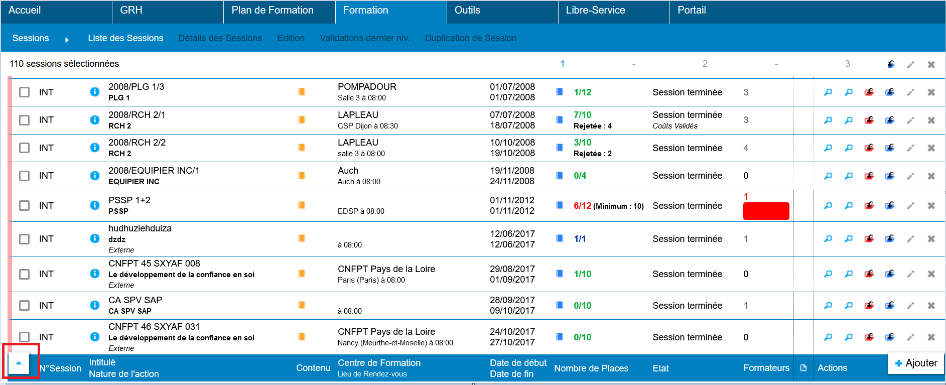 Accueil GRH Plan de Formation Formation Outils Libre-Service Portail
Sessions Liste des Sessions Détails des Sessions Edition Validations dernier niv. Duplication de Session
110 sessions sélectionnées 1 - 2 - 3
INT 2008/PLG 1/3 POMPADOUR 01/07/2008 1/12 Session terminée 3
PLG 1 Salle 3 à 08:00 01/07/2008
INT 2008/RCH 2/1 LAPLEAU 07/07/2008 7/10 Session terminée 3
RCH 2 CSP Dijon à 08:30 18/07/2008 Rejetée : 4 Coûts Validés
INT 2008/RCH 2/2 LAPLEAU 10/10/2008 3/10 Session terminée 4
RCH 2 salle 3 à 08:00 19/10/2008 Rejetée : 2
INT 2008/EQUIPIER INC/1 Auch 19/11/2008 0/4 Session terminée 0
EQUIPIER INC Auch à 08:00 24/11/2008
INT PSSP 1+2 01/11/2012 6/12 (Minimum : 10) Session terminée 1
PSSP EDSP à 08:00 01/11/2012
INT hudhuziehduiza 12/06/2017 1/1 Session terminée 1
dzdz à 08:00 12/06/2017
Externe
INT CNFPT 45 SXYAF 008 CNFPT Pays de la Loire 29/08/2017 1/10 Session terminée 0
Le développement de la confiance en soi Paris (Paris) à 08:00 31/08/2017
Externe
INT CA SPV SAP 28/09/2017 0/10 Session terminée 1
CA SPV SAP à 08:00 09/10/2017
INT CNFPT 46 SXYAF 031 CNFPT Pays de la Loire 24/10/2017 0/10 Session terminée 0
Le développement de la confiance en soi Nancy (Meurthe-et-Moselle) à 08:00 27/10/2017
Externe
N°Session Intitulé Contenu Centre de Formation Date de début Nombre de Places Etat Formateurs Actions Ajouter
Nature de l'action Lieu de Rendez-vous Date de fin